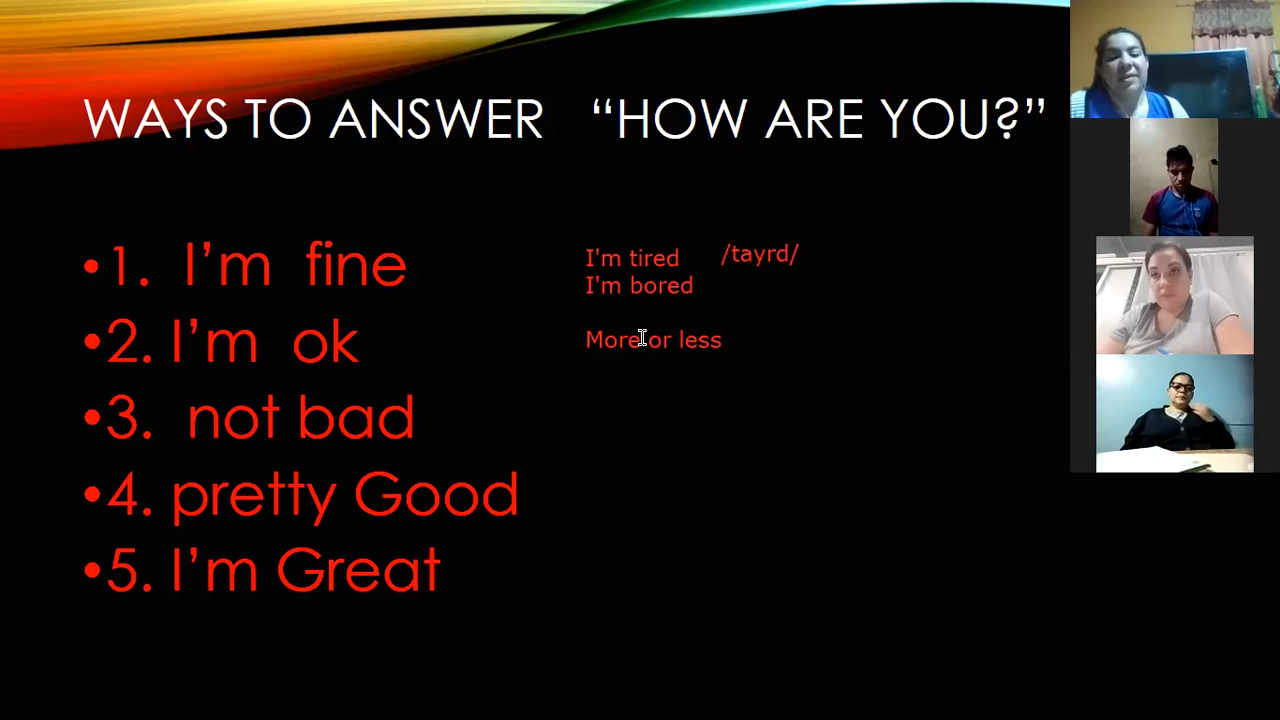 WAYS TO ANSWER “HOW ARE YOU?”
•1. I’m fine
•2. I’m ok
•3. not bad
•4. pretty Good
•5. I’m Great
I'm tired /tayrd/
I'm bored
More or less